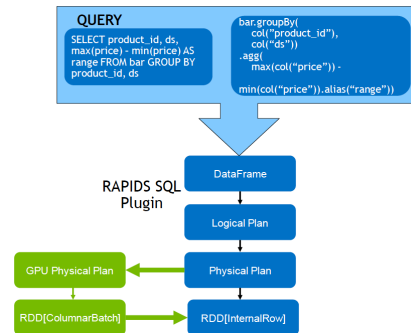 QUERY
SELECT product_id, ds,
max(price) - min(price) AS
range FROM bar GROUP BY
product_id, ds
bar.groupBy(
col("product_id"),
col("ds"))
.agg(
max(col("price")) -
min(col("price")).alias("range"))
DataFrame
RAPIDS SQL
Plugin
Logical Plan
GPU Physical Plan
Physical Plan
RDD[ColumnarBatch]
RDD[InternalRow]